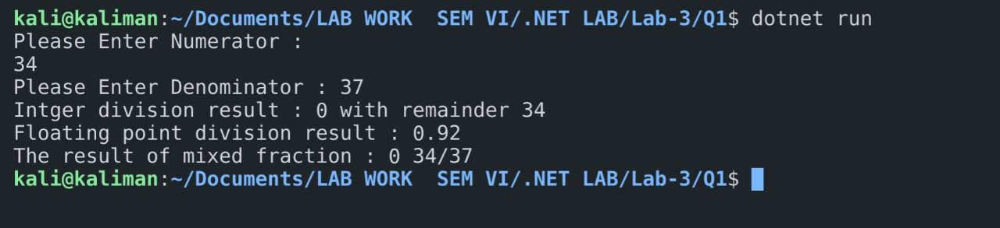 kali@kaliman:~/Documents/LAB WORK  SEM VI/.NET LAB/Lab-3/Q1$ dotnet run
Please Enter Numerator :
34
Please Enter Denominator : 37
Intger division result : 0 with remainder 34
Floating point division result : 0.92
The result of mixed fraction : 0 34/37
kali@kaliman:~/Documents/LAB WORK  SEM VI/.NET LAB/Lab-3/Q1$